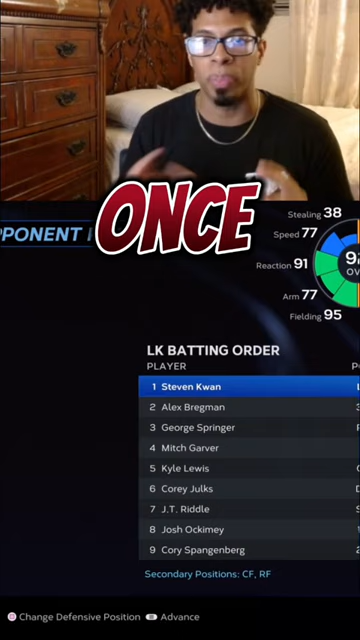 ONCE
PPONENT
Stealing 38
Speed 77
Reaction 91
Arm 77
Fielding 95
LK BATTING ORDER
PLAYER
1 Steven Kwan
2 Alex Bregman
3 George Springer
4 Mitch Garver
5 Kyle Lewis
6 Corey Julks
7 J.T. Riddle
8 Josh Ockimey
9 Cory Spangenberg
Secondary Positions: CF, RF
Change Defensive Position Advance